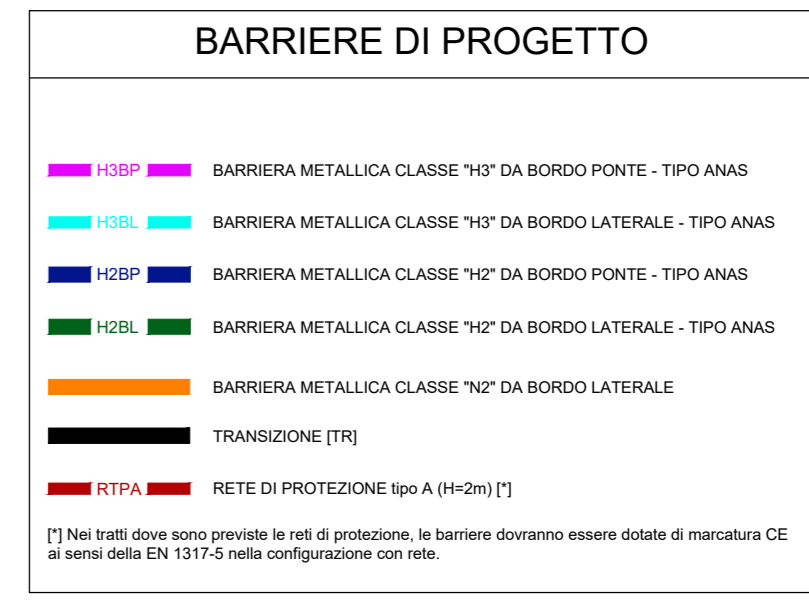 BARRIERE DI PROGETTO
H3BP BARRIERA METALLICA CLASSE "H3" DA BORDO PONTE - TIPO ANAS
H3BL BARRIERA METALLICA CLASSE "H3" DA BORDO LATERALE - TIPO ANAS
H2BP BARRIERA METALLICA CLASSE "H2" DA BORDO PONTE - TIPO ANAS
H2BL BARRIERA METALLICA CLASSE "H2" DA BORDO LATERALE - TIPO ANAS
BARRIERA METALLICA CLASSE "N2" DA BORDO LATERALE
TRANSIZIONE [TR]
RTPA RETE DI PROTEZIONE tipo A (H=2m) [*]
[*] Nei tratti dove sono previste le reti di protezione, le barriere dovranno essere dotate di marcatura CE
ai sensi della EN 1317-5 nella configurazione con rete.